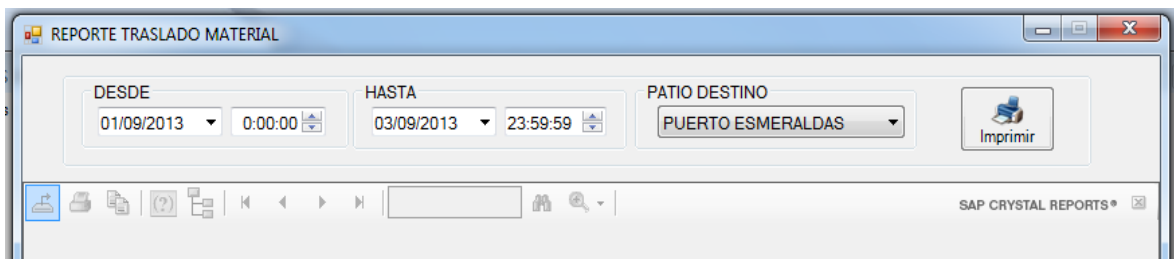 REPORTE TRASLADO MATERIAL
DESDE
01/09/2013 0:00:00
HASTA
03/09/2013 23:59:59
PATIO DESTINO
PUERTO ESMERALDAS
Imprimir
SAP CRYSTAL REPORTS®